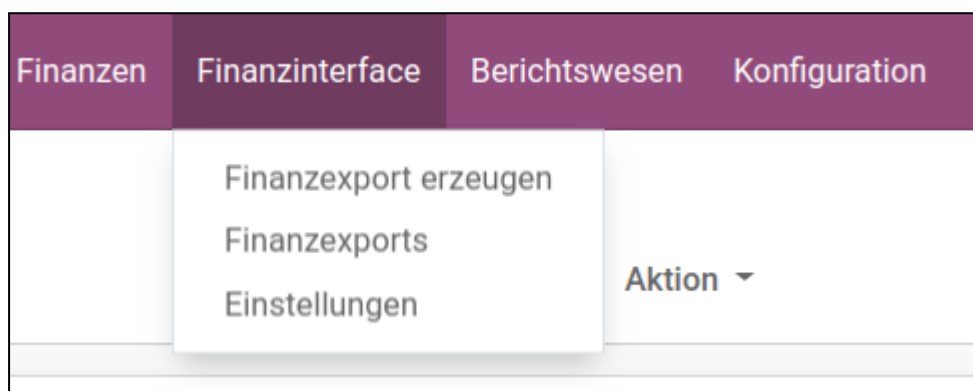 Finanzen Finanzinterface Berichtswesen Konfiguration
Finanzexport erzeugen
Finanzexports
Aktion
Einstellungen